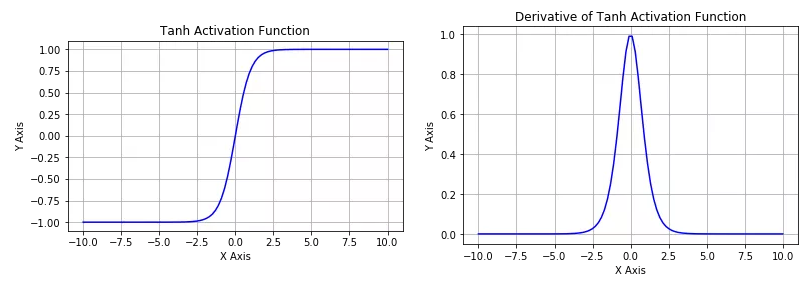 Tanh Activation Function
1.00
0.75
0.50
0.25
0.00
−0.25
−0.50
−0.75
−1.00
Y Axis
−10.0 −7.5 −5.0 −2.5 0.0 2.5 5.0 7.5 10.0
X Axis
Derivative of Tanh Activation Function
1.0
0.8
0.6
0.4
0.2
0.0
Y Axis
−10.0 −7.5 −5.0 −2.5 0.0 2.5 5.0 7.5 10.0
X Axis